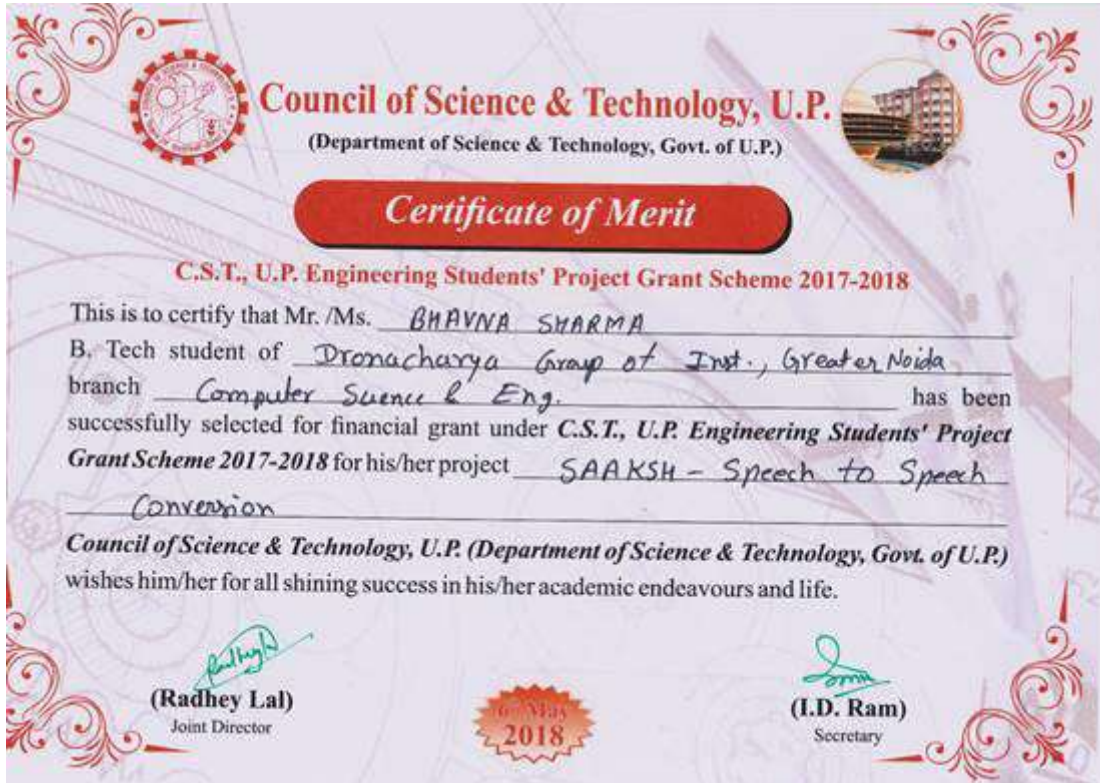 Council of Science & Technology, U.P.
(Department of Science & Technology, Govt. of U.P.)
Certificate of Merit
C.S.T., U.P. Engineering Students' Project Grant Scheme 2017-2018
This is to certify that Mr. /Ms. BHAVNA SHARMA
B. Tech student of Dronacharya Group of Inst., Greater Noida
branch Computer Science & Eng. has been
successfully selected for financial grant under C.S.T., U.P. Engineering Students' Project
Grant Scheme 2017-2018 for his/her project SAAKSH - Speech to Speech
Conversion
Council of Science & Technology, U.P. (Department of Science & Technology, Govt. of U.P.)
wishes him/her for all shining success in his/her academic endeavours and life.
(Radhey Lal)
Joint Director
6th May
2018
(I.D. Ram)
Secretary